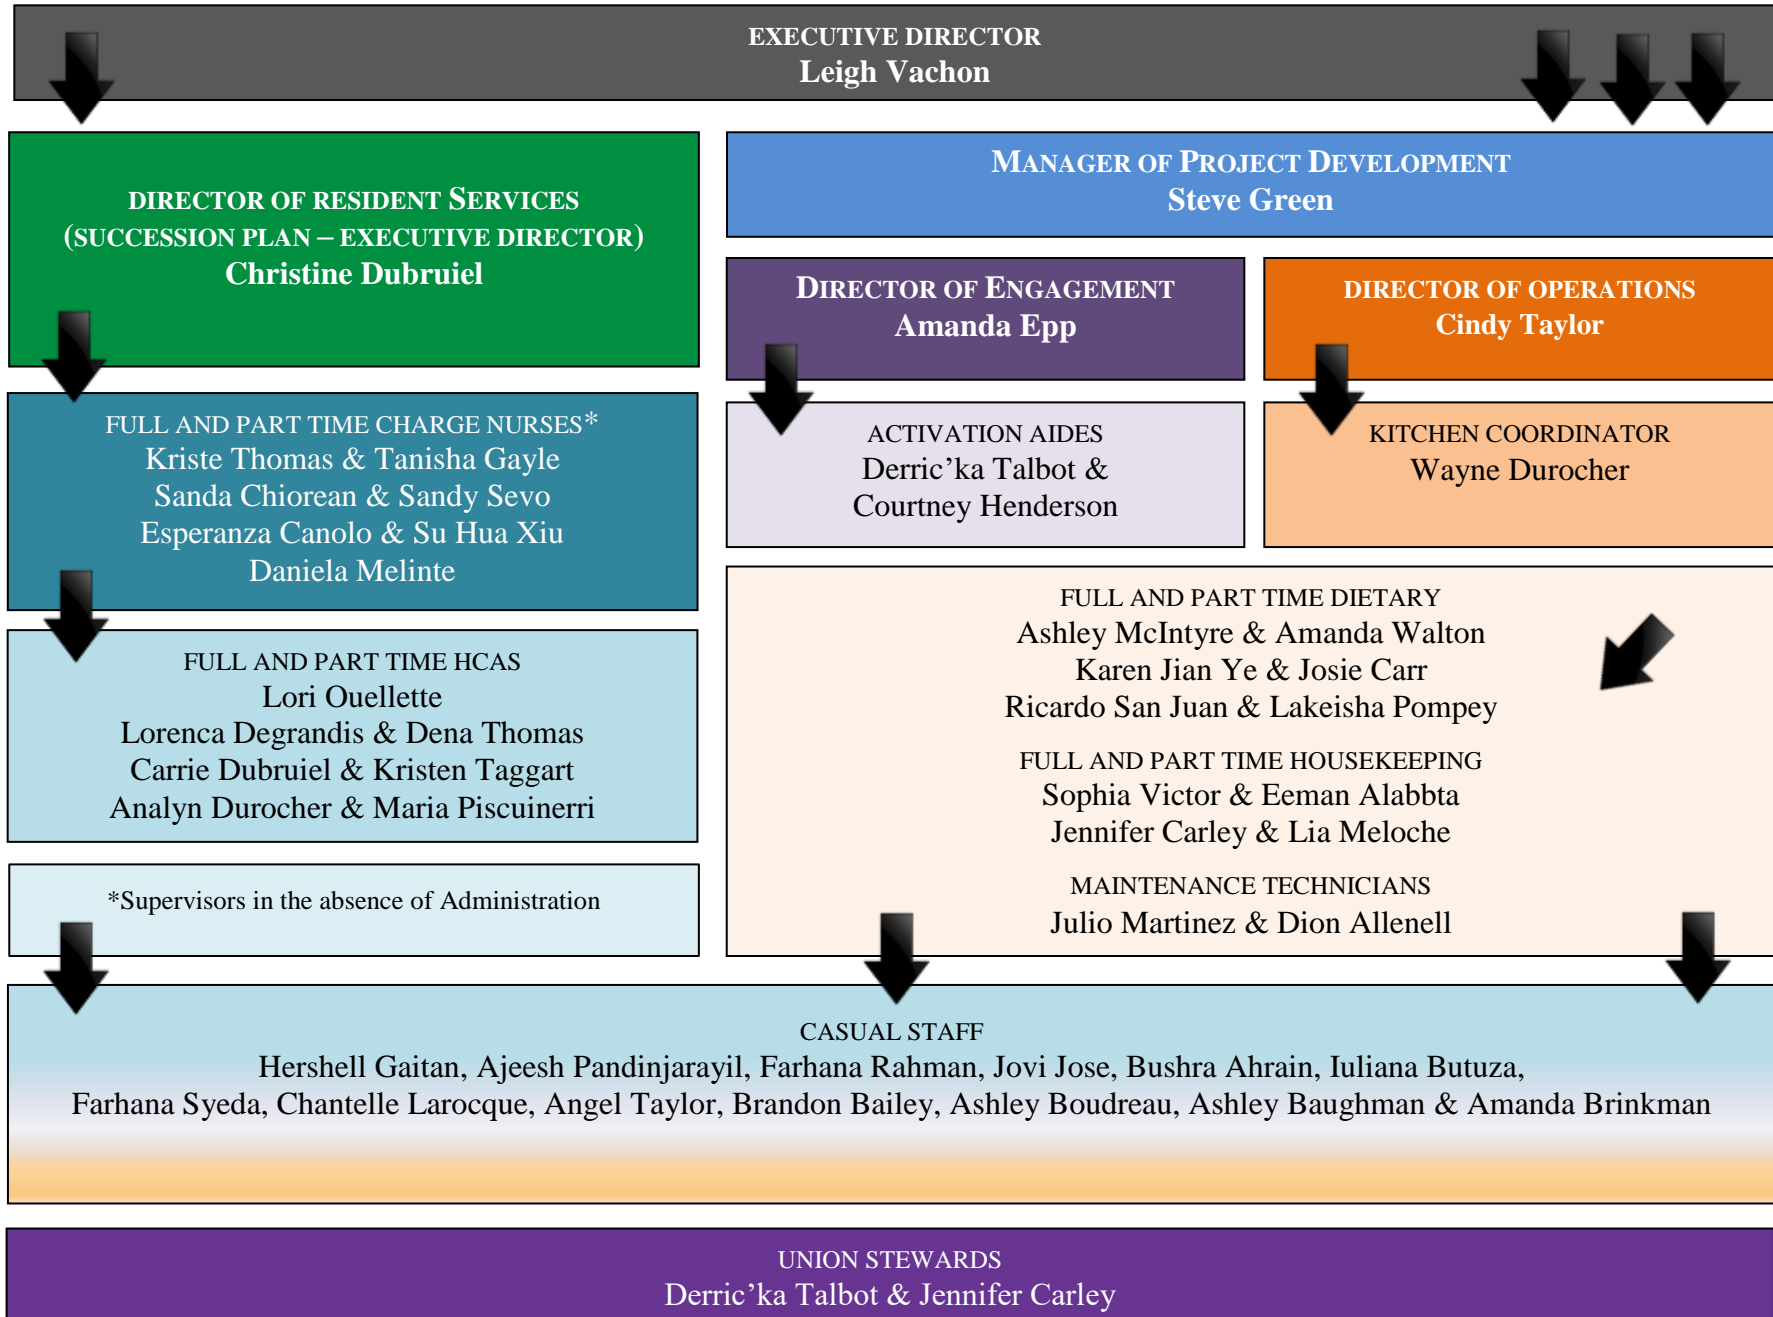 EXECUTIVE DIRECTOR
Leigh Vachon
DIRECTOR OF RESIDENT SERVICES
(SUCCESSION PLAN – EXECUTIVE DIRECTOR)
Christine Dubruiel
MANAGER OF PROJECT DEVELOPMENT
Steve Green
DIRECTOR OF ENGAGEMENT
Amanda Epp
DIRECTOR OF OPERATIONS
Cindy Taylor
FULL AND PART TIME CHARGE NURSES*
Kriste Thomas & Tanisha Gayle
Sanda Chiorean & Sandy Sevo
Esperanza Canolo & Su Hua Xiu
Daniela Melinte
ACTIVATION AIDES
Derric’ka Talbot &
Courtney Henderson
KITCHEN COORDINATOR
Wayne Durocher
FULL AND PART TIME HCAS
Lori Ouellette
Lorenca Degrandis & Dena Thomas
Carrie Dubruiel & Kristen Taggart
Analyn Durocher & Maria Piscuinerri
*Supervisors in the absence of Administration
FULL AND PART TIME DIETARY
Ashley McIntyre & Amanda Walton
Karen Jian Ye & Josie Carr
Ricardo San Juan & Lakeisha Pompey
FULL AND PART TIME HOUSEKEEPING
Sophia Victor & Eeman Alabbta
Jennifer Carley & Lia Meloche
MAINTENANCE TECHNICIANS
Julio Martinez & Dion Allenell
CASUAL STAFF
Hershell Gaitan, Ajeesh Pandinjarayil, Farhana Rahman, Jovi Jose, Bushra Ahrain, Iuliana Butuza,
Farhana Syeda, Chantelle Larocque, Angel Taylor, Brandon Bailey, Ashley Boudreau, Ashley Baughman & Amanda Brinkman
UNION STEWARDS
Derric’ka Talbot & Jennifer Carley